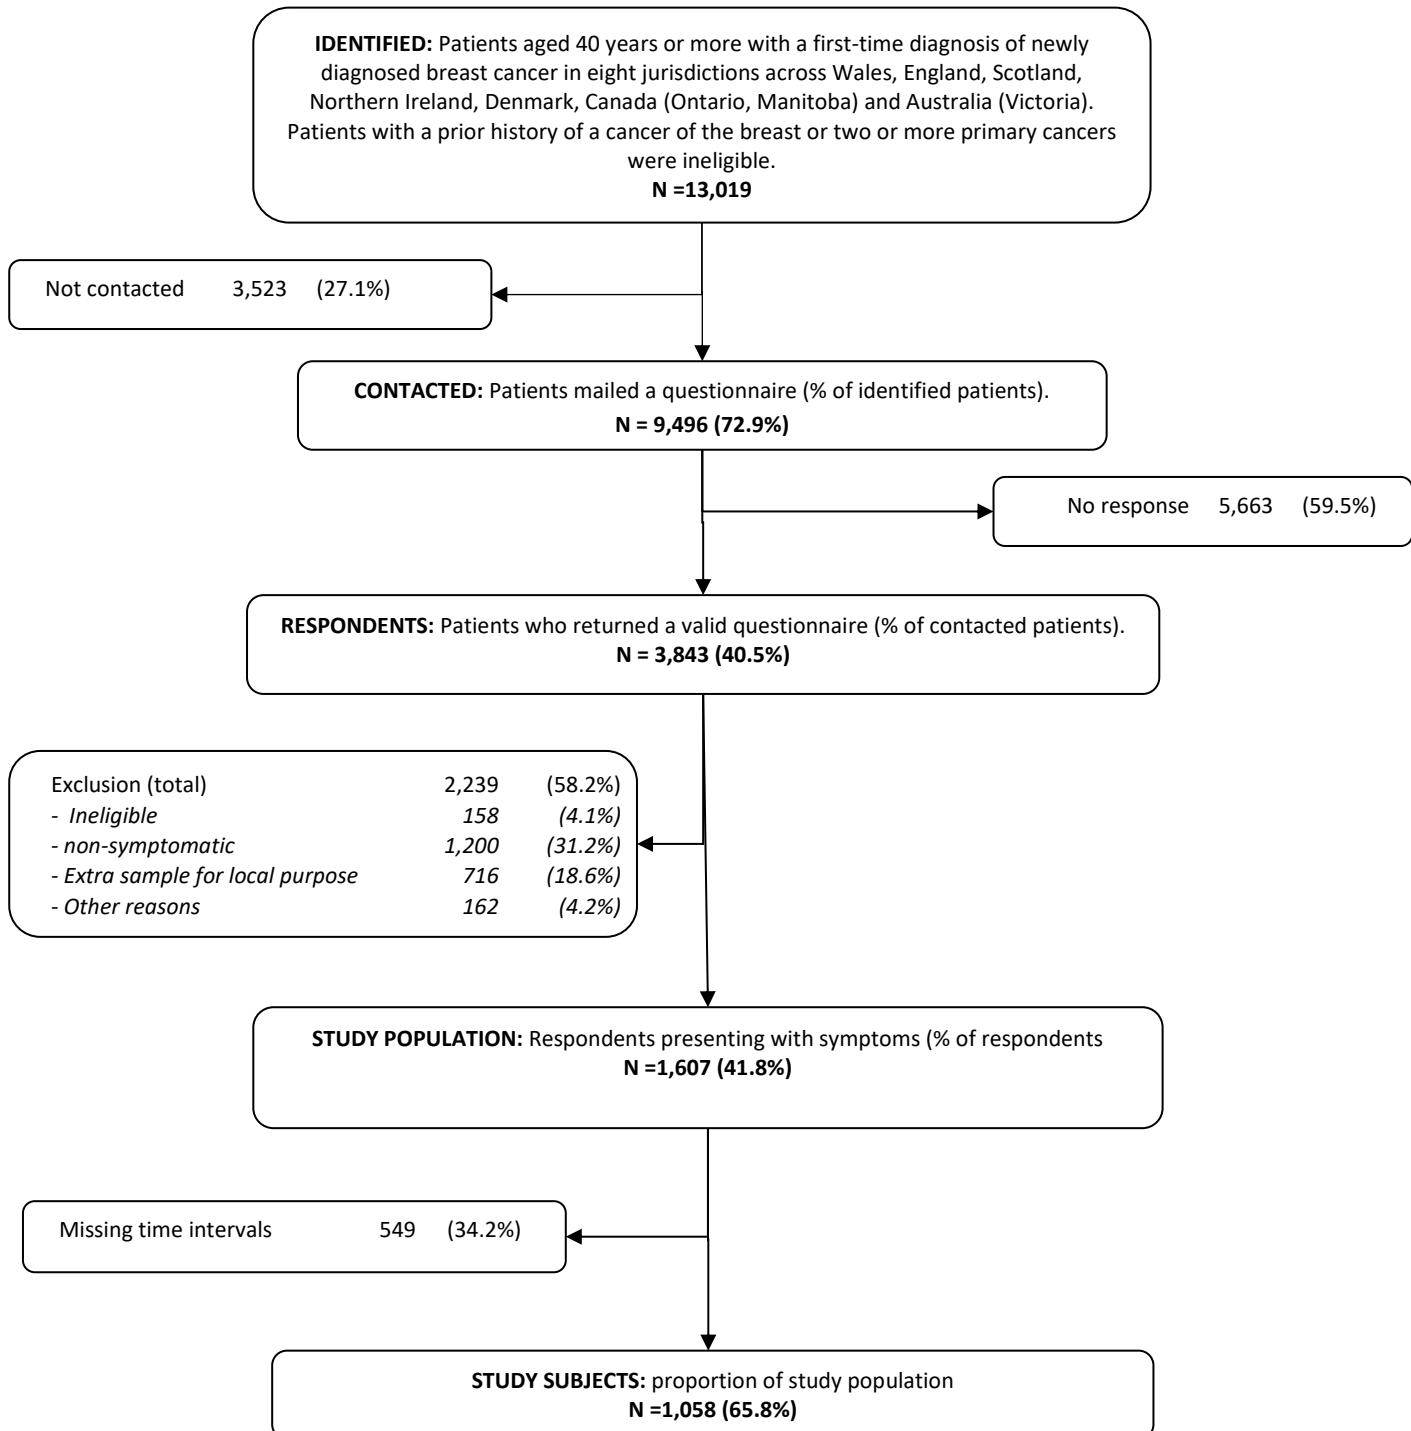 IDENTIFIED: Patients aged 40 years or more with a first-time diagnosis of newly
diagnosed breast cancer in eight jurisdictions across Wales, England, Scotland,
Northern Ireland, Denmark, Canada (Ontario, Manitoba) and Australia (Victoria).
Patients with a prior history of a cancer of the breast or two or more primary cancers
were ineligible.
N =13,019
Not contacted 3,523 (27.1%)
CONTACTED: Patients mailed a questionnaire (% of identified patients).
N = 9,496 (72.9%)
No response 5,663 (59.5%)
RESPONDENTS: Patients who returned a valid questionnaire (% of contacted patients).
N = 3,843 (40.5%)
Exclusion (total) 2,239 (58.2%)
- Ineligible 158 (4.1%)
- non-symptomatic 1,200 (31.2%)
- Extra sample for local purpose 716 (18.6%)
- Other reasons 162 (4.2%)
STUDY POPULATION: Respondents presenting with symptoms (% of respondents
N =1,607 (41.8%)
Missing time intervals 549 (34.2%)
STUDY SUBJECTS: proportion of study population
N =1,058 (65.8%)